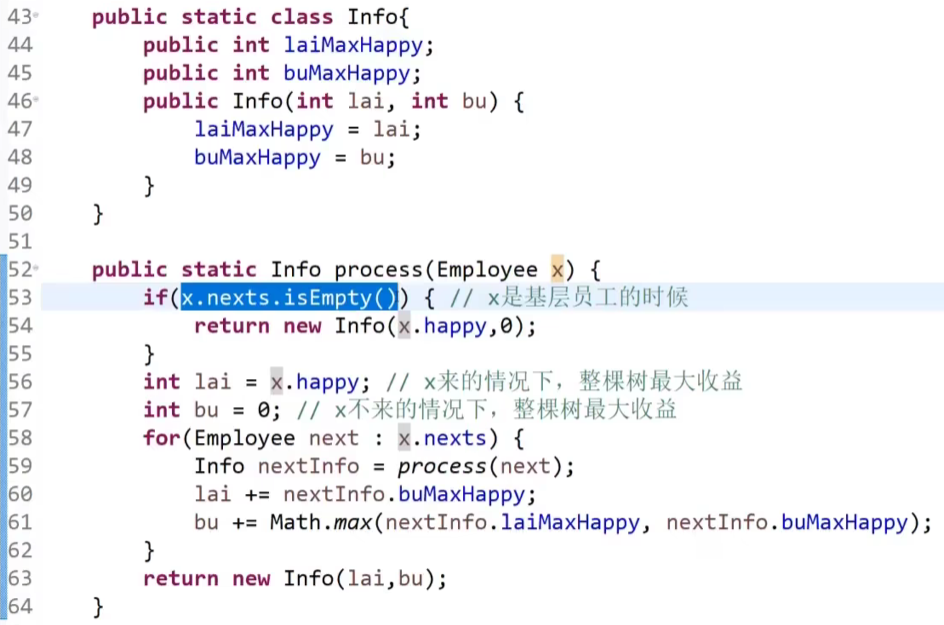 43 public static class Info{
44 public int laiMaxHappy;
45 public int buMaxHappy;
46 public Info(int lai, int bu) {
47 laiMaxHappy = lai;
48 buMaxHappy = bu;
49 }
50 }
51
52 public static Info process(Employee x) {
53 if(x.nexts.isEmpty()) { // x是基层员工的时候
54 return new Info(x.happy,0);
55 }
56 int lai = x.happy; // x来的情况下，整棵树最大收益
57 int bu = 0; // x不来的情况下，整棵树最大收益
58 for(Employee next : x.nexts) {
59 Info nextInfo = process(next);
60 lai += nextInfo.buMaxHappy;
61 bu += Math.max(nextInfo.laiMaxHappy, nextInfo.buMaxHappy);
62 }
63 return new Info(lai,bu);
64 }